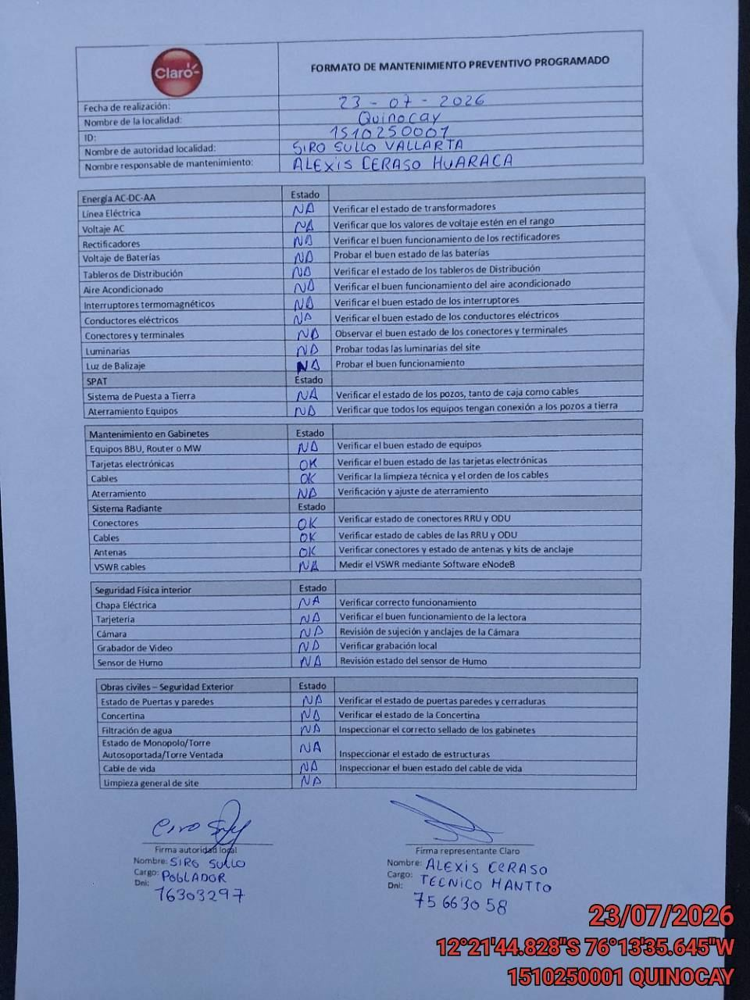 Claro
FORMATO DE MANTENIMIENTO PREVENTIVO PROGRAMADO
Fecha de realización: 23 - 07 - 2026
Nombre de la localidad: Quinocay
ID: 1510250001
Nombre de autoridad localidad: SIRO SULLO VALLARTA
Nombre responsable de mantenimiento: ALEXIS CERASO HUARACA
Energía AC-DC-AA Estado
Línea Eléctrica NA Verificar el estado de transformadores
Voltaje AC NA Verificar que los valores de voltaje estén en el rango
Rectificadores NA Verificar el buen funcionamiento de los rectificadores
Voltaje de Baterías NA Probar el buen estado de las baterías
Tableros de Distribución NA Verificar el estado de los tableros de Distribución
Aire Acondicionado NA Verificar el buen funcionamiento del aire acondicionado
Interruptores termomagnéticos NA Verificar el buen estado de los interruptores
Conductores eléctricos NA Verificar el buen estado de los conductores eléctricos
Conectores y terminales NA Observar el buen estado de los conectores y terminales
Luminarias NA Probar todas las luminarias del site
Luz de Balizaje NA Probar el buen funcionamiento
SPAT Estado
Sistema de Puesta a Tierra NA Verificar el estado de los pozos, tanto de caja como cables
Aterramiento Equipos NA Verificar que todos los equipos tengan conexión a los pozos a tierra
Mantenimiento en Gabinetes Estado
Equipos BBU, Router o MW NA Verificar el buen estado de equipos
Tarjetas electrónicas OK Verificar el buen estado de las tarjetas electrónicas
Cables OK Verificar la limpieza técnica y el orden de los cables
Aterramiento NA Verificación y ajuste de aterramiento
Sistema Radiante Estado
Conectores OK Verificar estado de conectores RRU y ODU
Cables OK Verificar estado de cables de las RRU y ODU
Antenas OK Verificar conectores y estado de antenas y kits de anclaje
VSWR cables NA Medir el VSWR mediante Software eNodeB
Seguridad Física interior Estado
Chapa Eléctrica NA Verificar correcto funcionamiento
Tarjetería NA Verificar el buen funcionamiento de la lectora
Cámara NA Revisión de sujeción y anclajes de la Cámara
Grabador de Video NA Verificar grabación local
Sensor de Humo NA Revisión estado del sensor de Humo
Obras civiles – Seguridad Exterior Estado
Estado de Puertas y paredes NA Verificar el estado de puertas paredes y cerraduras
Concertina NA Verificar el estado de la Concertina
Filtración de agua NA Inspeccionar el correcto sellado de los gabinetes
Estado de Monopolo/Torre
Autosoportada/Torre Ventada NA Inspeccionar el estado de estructuras
Cable de vida NA Inspeccionar el buen estado del cable de vida
Limpieza general de site NA
Firma autoridad local
Nombre: SIRO SULLO
Cargo: POBLADOR
Dni: 16303297
Firma representante Claro
Nombre: ALEXIS CERASO
Cargo: TECNICO MANTTO
Dni: 75663058
23/07/2026
12°21'44.828"S 76°13'35.645"W
1510250001 QUINOCAY